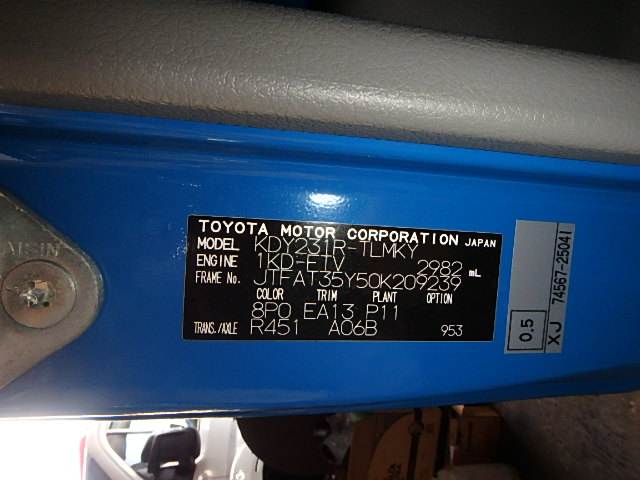 TOYOTA MOTOR CORPORATION JAPAN
MODEL KDY231R-TLMKY
ENGINE 1KD-FTV 2982 mL
FRAME No. JTFAT35Y50K209239
COLOR TRIM PLANT OPTION
8P0 EA13 P11
TRANS./AXLE R451 A06B 953
0.5
XJ 74567-25041
AISIN